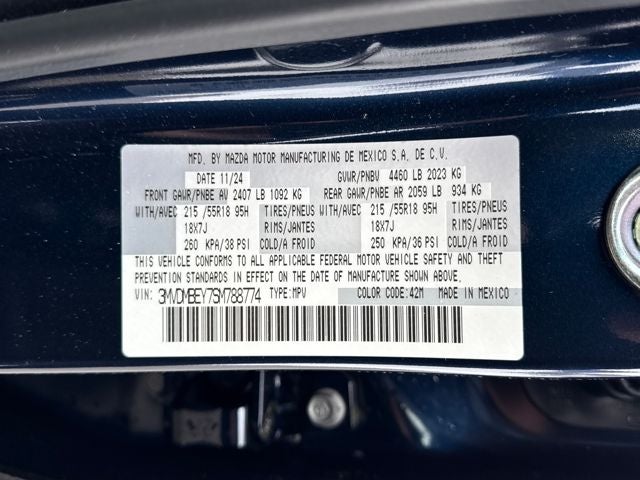 MFD. BY MAZDA MOTOR MANUFACTURING DE MEXICO S.A. DE C.V.
DATE 11/24 GVWR/PNBV 4460 LB 2023 KG
FRONT GAWR/PNBE AV 2407 LB 1092 KG REAR GAWR/PNBE AR 2059 LB 934 KG
WITH/AVEC 215 /55R18 95H TIRES/PNEUS WITH/AVEC 215 /55R18 95H TIRES/PNEUS
18X7J RIMS/JANTES 18X7J RIMS/JANTES
260 KPA/38 PSI COLD/A FROID 250 KPA/36 PSI COLD/A FROID
THIS VEHICLE CONFORMS TO ALL APPLICABLE FEDERAL MOTOR VEHICLE SAFETY AND THEFT
PREVENTION STANDARDS IN EFFECT ON THE DATE OF MANUFACTURE SHOWN ABOVE.
VIN: 3MVDMBEY7SM788774 TYPE:MPV COLOR CODE:42M MADE IN MEXICO